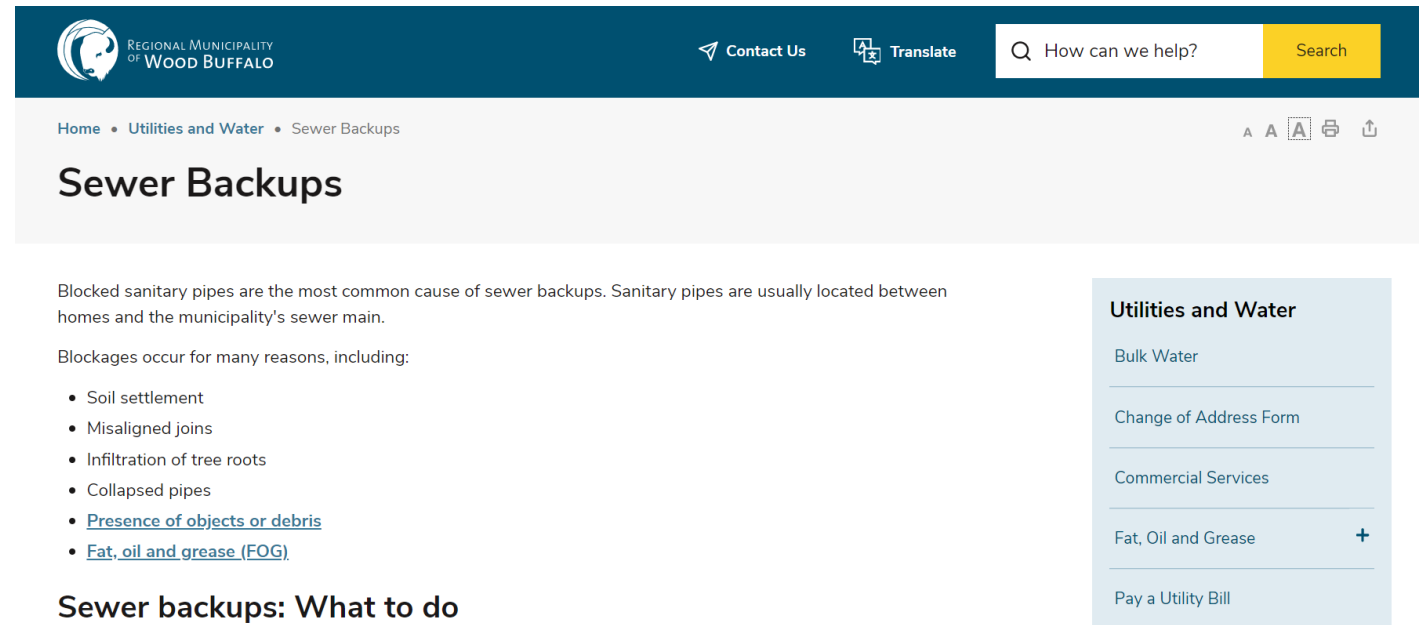 REGIONAL MUNICIPALITY
OF WOOD BUFFALO
Contact Us
Translate
How can we help?
Search
Home • Utilities and Water • Sewer Backups
A A A
Sewer Backups
Blocked sanitary pipes are the most common cause of sewer backups. Sanitary pipes are usually located between
homes and the municipality's sewer main.
Blockages occur for many reasons, including:
• Soil settlement
• Misaligned joins
• Infiltration of tree roots
• Collapsed pipes
• Presence of objects or debris
• Fat, oil and grease (FOG)
Sewer backups: What to do
Utilities and Water
Bulk Water
Change of Address Form
Commercial Services
Fat, Oil and Grease +
Pay a Utility Bill